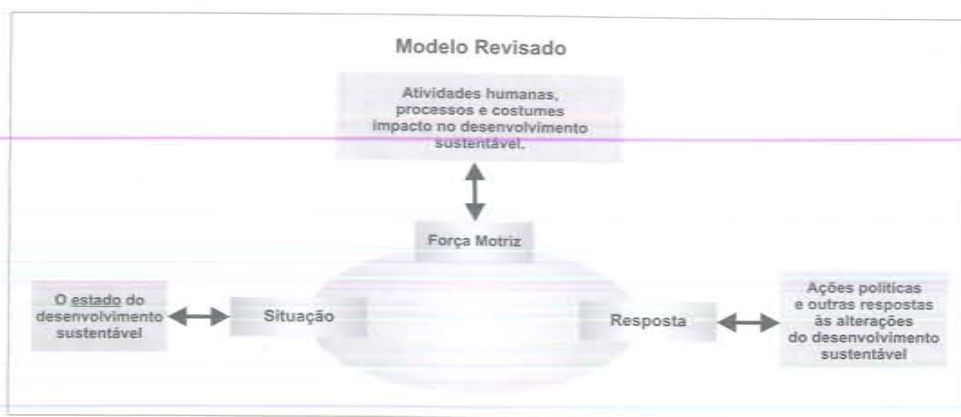 Modelo Revisado
Atividades humanas,
processos e costumes
impacto no desenvolvimento
sustentável.
Força Motriz
O estado do
desenvolvimento
sustentável
Situação
Resposta
Ações políticas
e outras respostas
às alterações
do desenvolvimento
sustentável